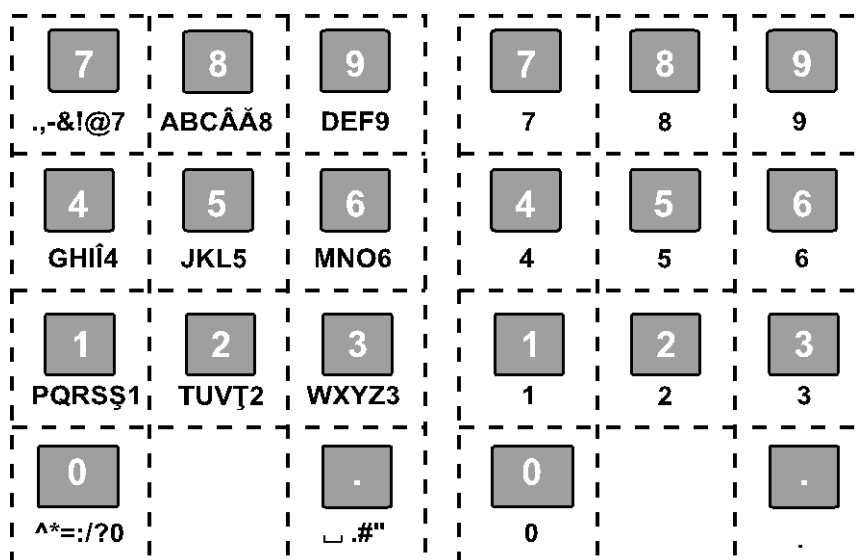 7 8 9 7 8 9
.,-&!@7 ABCÂĂ8 DEF9 7 8 9
4 5 6 4 5 6
GHIÎ4 JKL5 MNO6 4 5 6
1 2 3 1 2 3
PQRSŞ1 TUVŢ2 WXYZ3 1 2 3
0 . 0 .
^*=:/?0 ⎵ .#" 0 .